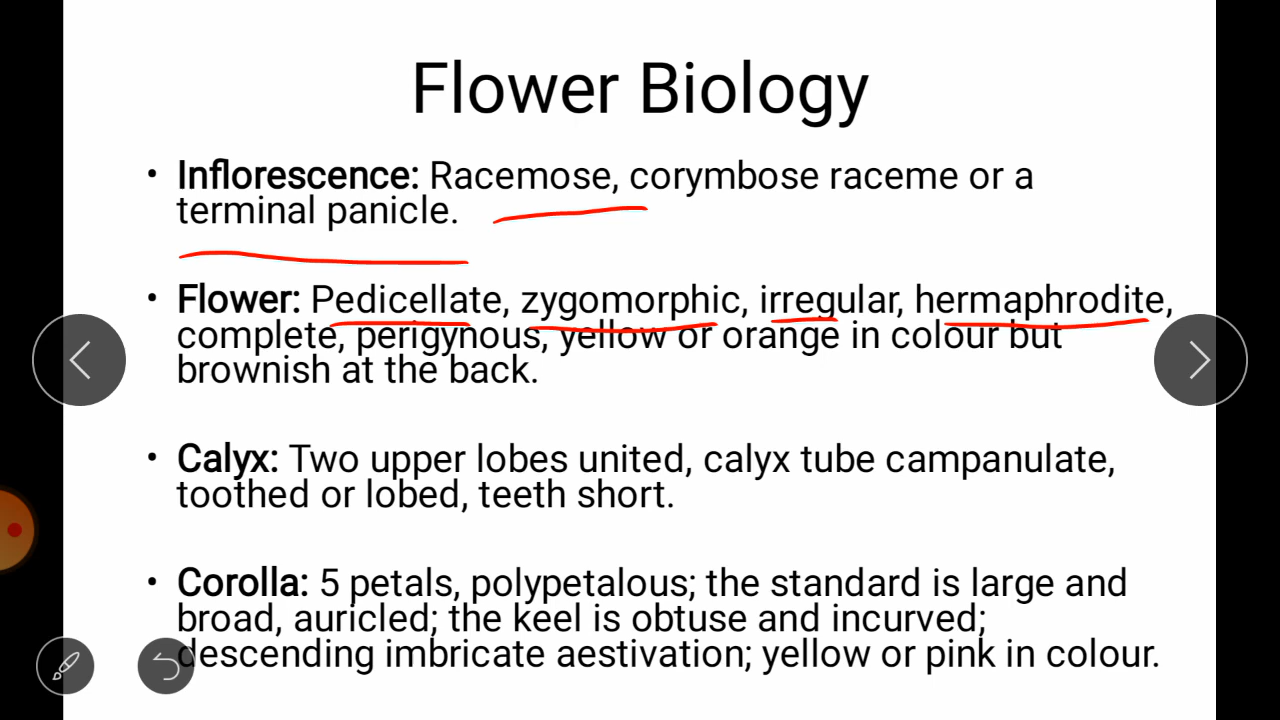 Flower Biology
• Inflorescence: Racemose, corymbose raceme or a
terminal panicle.
• Flower: Pedicellate, zygomorphic, irregular, hermaphrodite,
complete, perigynous, yellow or orange in colour but
brownish at the back.
• Calyx: Two upper lobes united, calyx tube campanulate,
toothed or lobed, teeth short.
• Corolla: 5 petals, polypetalous; the standard is large and
broad, auricled; the keel is obtuse and incurved;
descending imbricate aestivation; yellow or pink in colour.